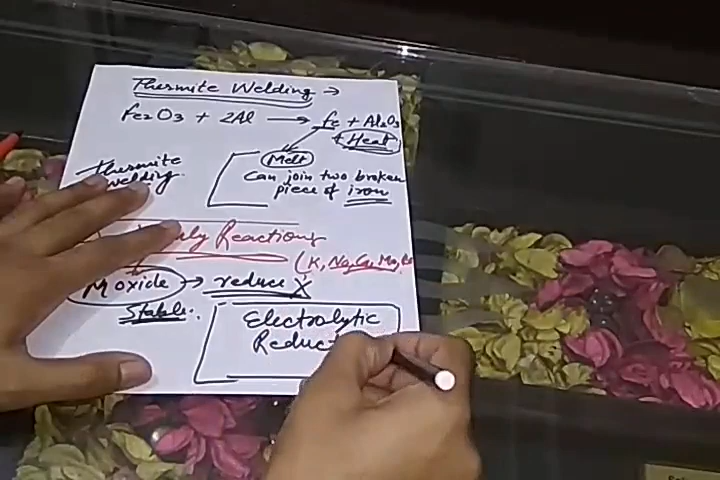 Thermite Welding →
Fe2O3 + 2Al → Fe + Al2O3
+ Heat
Melt
Thermite
Welding.
Can join two broken
piece of iron
Reactions
(K, Na, Ca, Mg,
M oxide → reduce X
Stable
Electrolytic